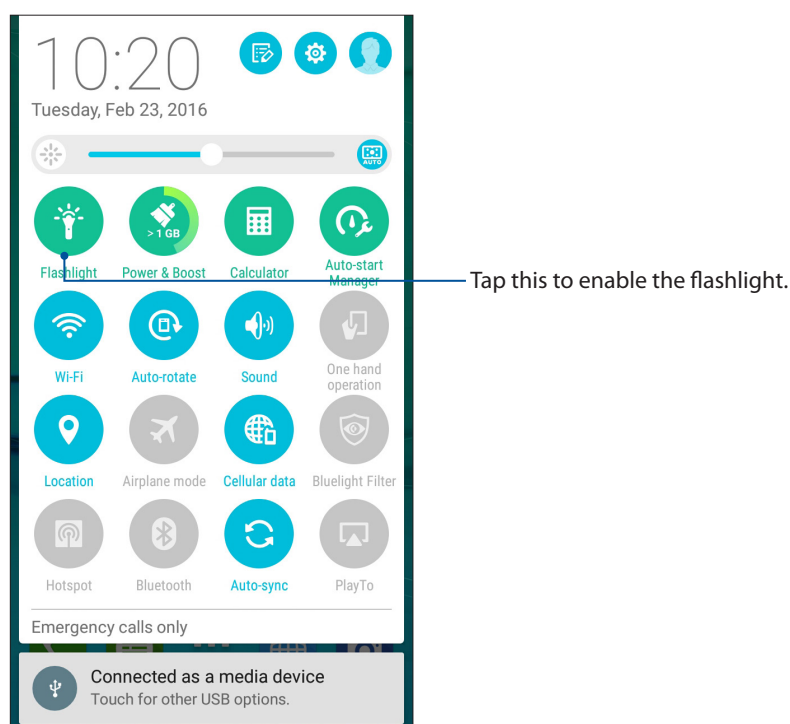 10:20
Tuesday, Feb 23, 2016
AUTO
> 1 GB
Flashlight
Power & Boost
Calculator
Auto-start
Manager
Tap this to enable the flashlight.
Wi-Fi
Auto-rotate
Sound
One hand
operation
Location
Airplane mode
Cellular data
Bluelight Filter
Hotspot
Bluetooth
Auto-sync
PlayTo
Emergency calls only
Connected as a media device
Touch for other USB options.